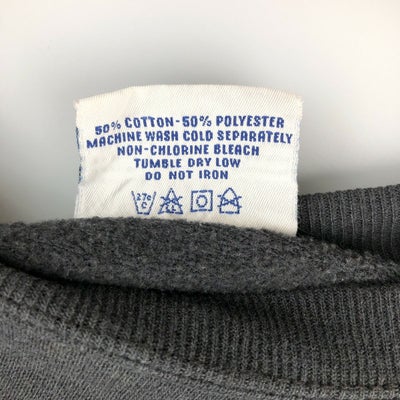 50% COTTON-50% POLYESTER
MACHINE WASH COLD SEPARATELY
NON-CHLORINE BLEACH
TUMBLE DRY LOW
DO NOT IRON